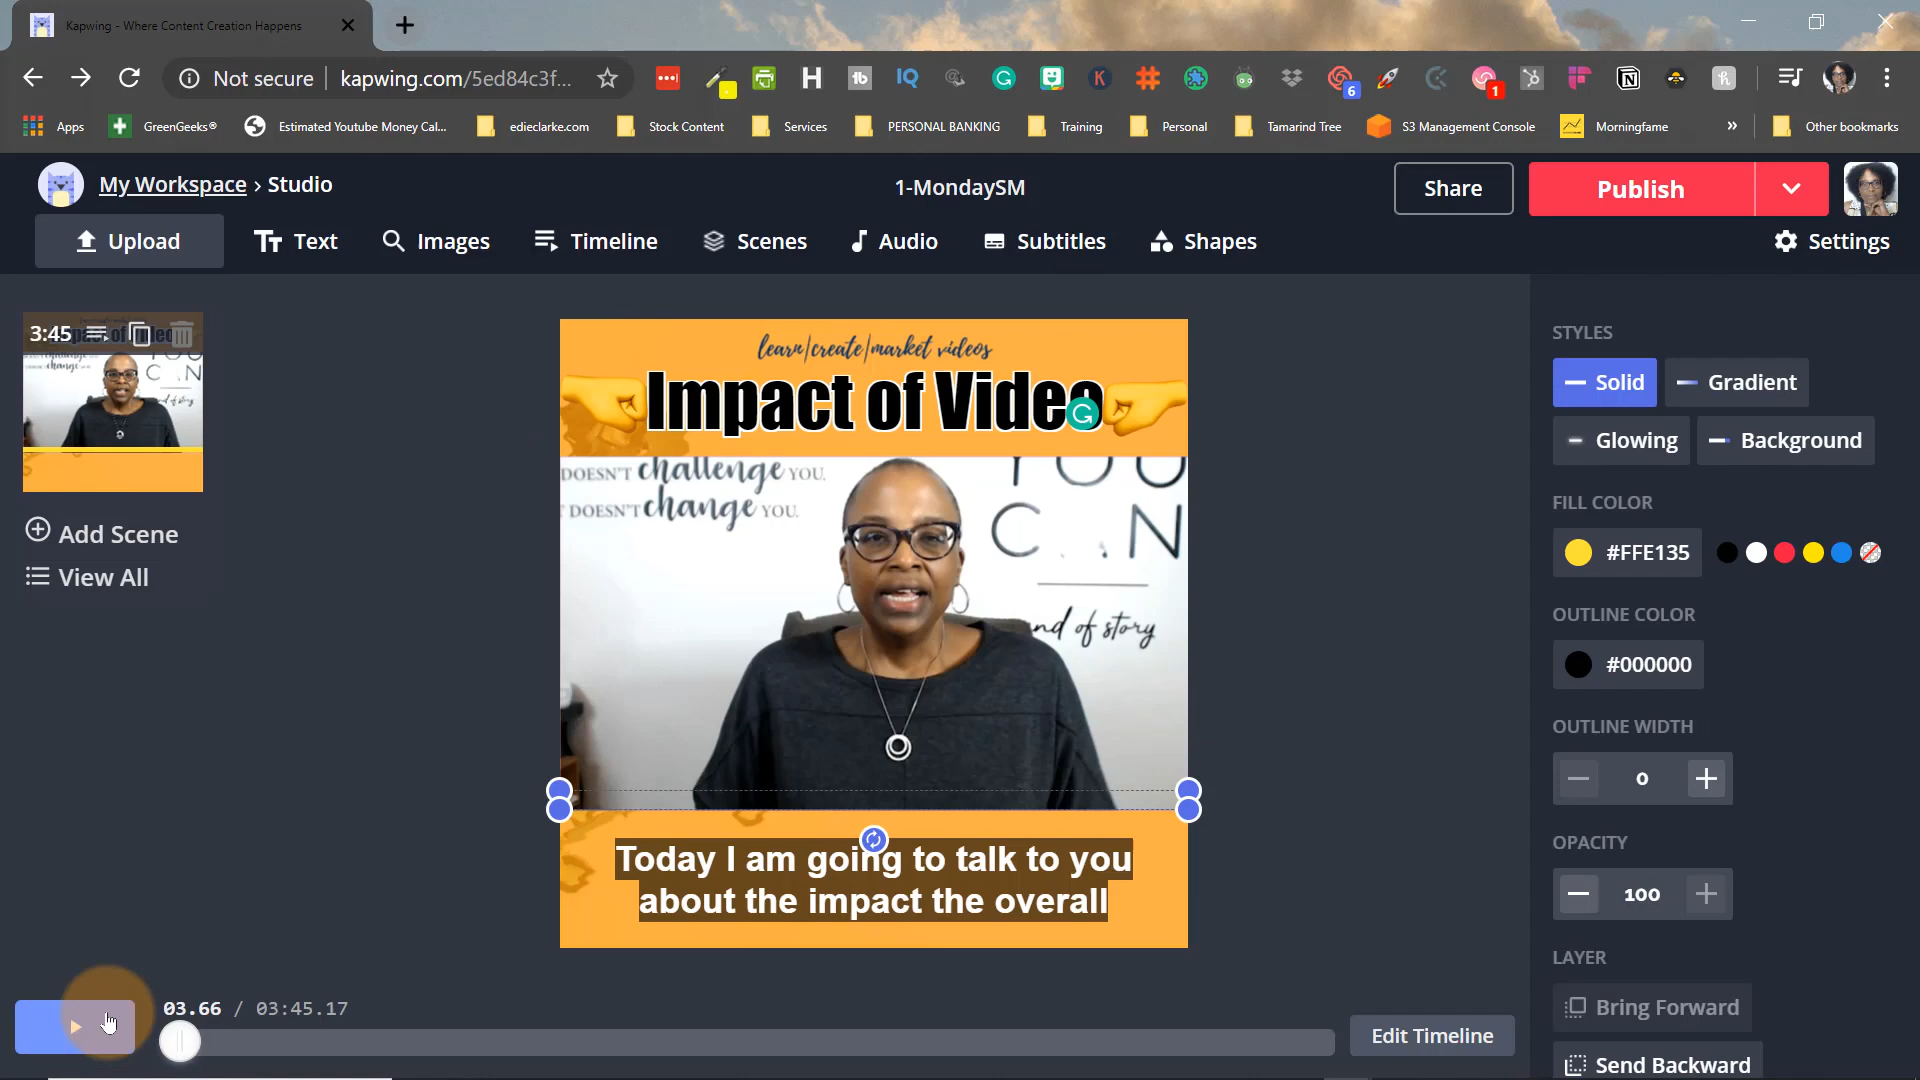 Kapwing - Where Content Creation Happens
Not secure
kapwing.com/5ed84c3f...
H
tb
IQ
K
6
1
N
h
Apps
GreenGeeks®
Estimated Youtube Money Cal...
edieclarke.com
Stock Content
Services
PERSONAL BANKING
Training
Personal
Tamarind Tree
S3 Management Console
Morningfame
»
Other bookmarks
My Workspace › Studio
1-MondaySM
Share
Publish
Upload
Text
Images
Timeline
Scenes
Audio
Subtitles
Shapes
Settings
3:45
Add Scene
View All
learn/create/market videos
Impact of Video
DOESN'T challenge YOU.
DOESN'T change YOU.
YOU
C N
nd of story
Today I am going to talk to you
about the impact the overall
STYLES
Solid
Gradient
Glowing
Background
FILL COLOR
#FFE135
OUTLINE COLOR
#000000
OUTLINE WIDTH
0
OPACITY
100
LAYER
Bring Forward
Send Backward
03.66 / 03:45.17
Edit Timeline